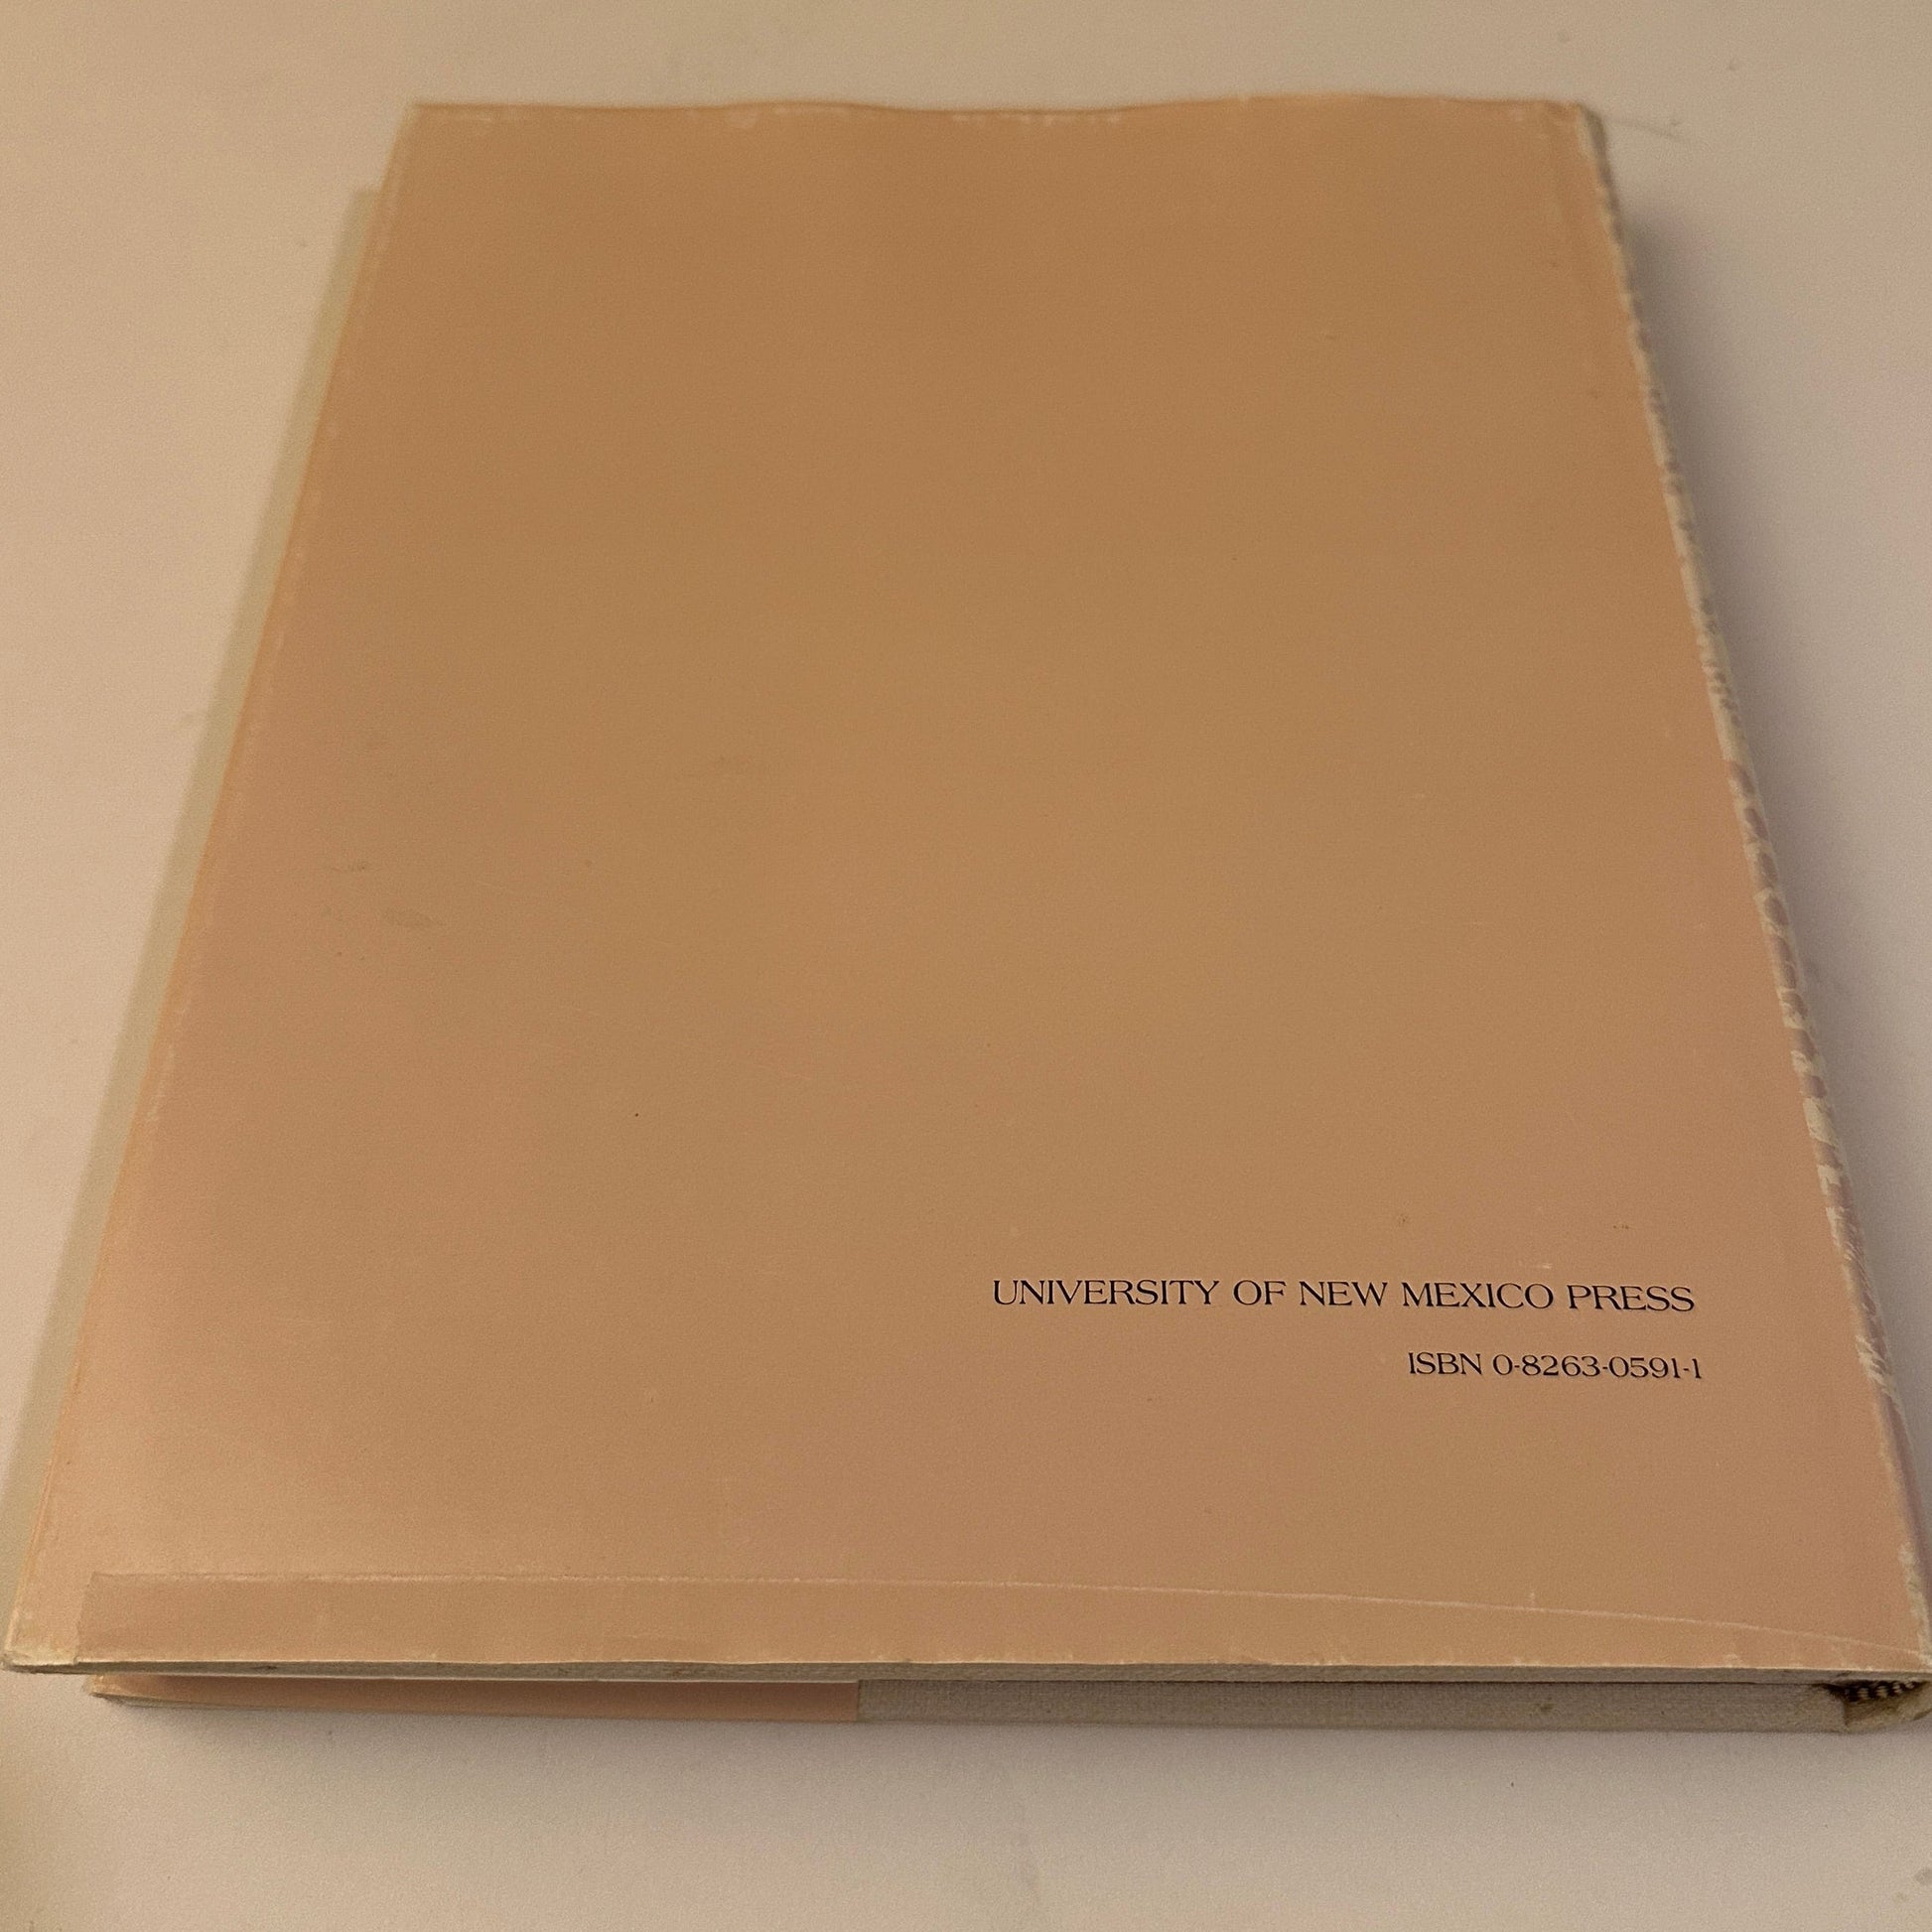 UNIVERSITY OF NEW MEXICO PRESS
ISBN 0-8263-0591-1